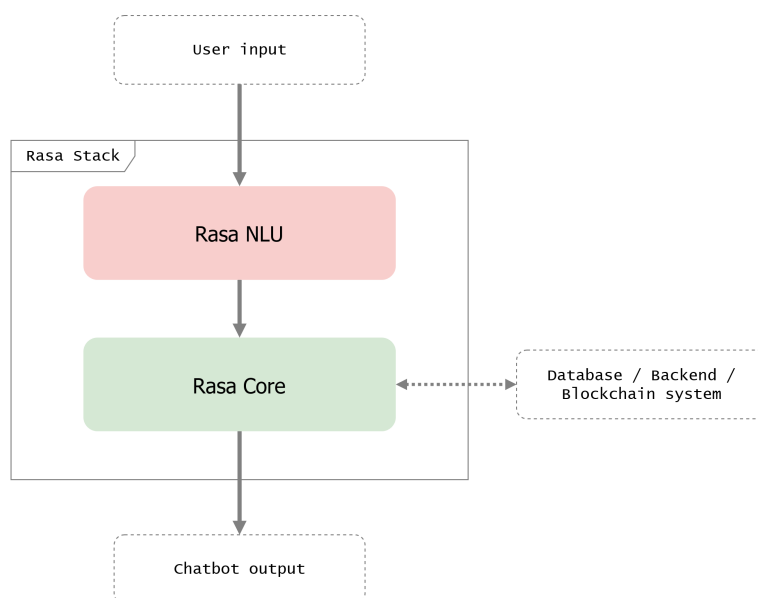 User input
Rasa Stack
Rasa NLU
Rasa Core
Database / Backend /
Blockchain system
Chatbot output